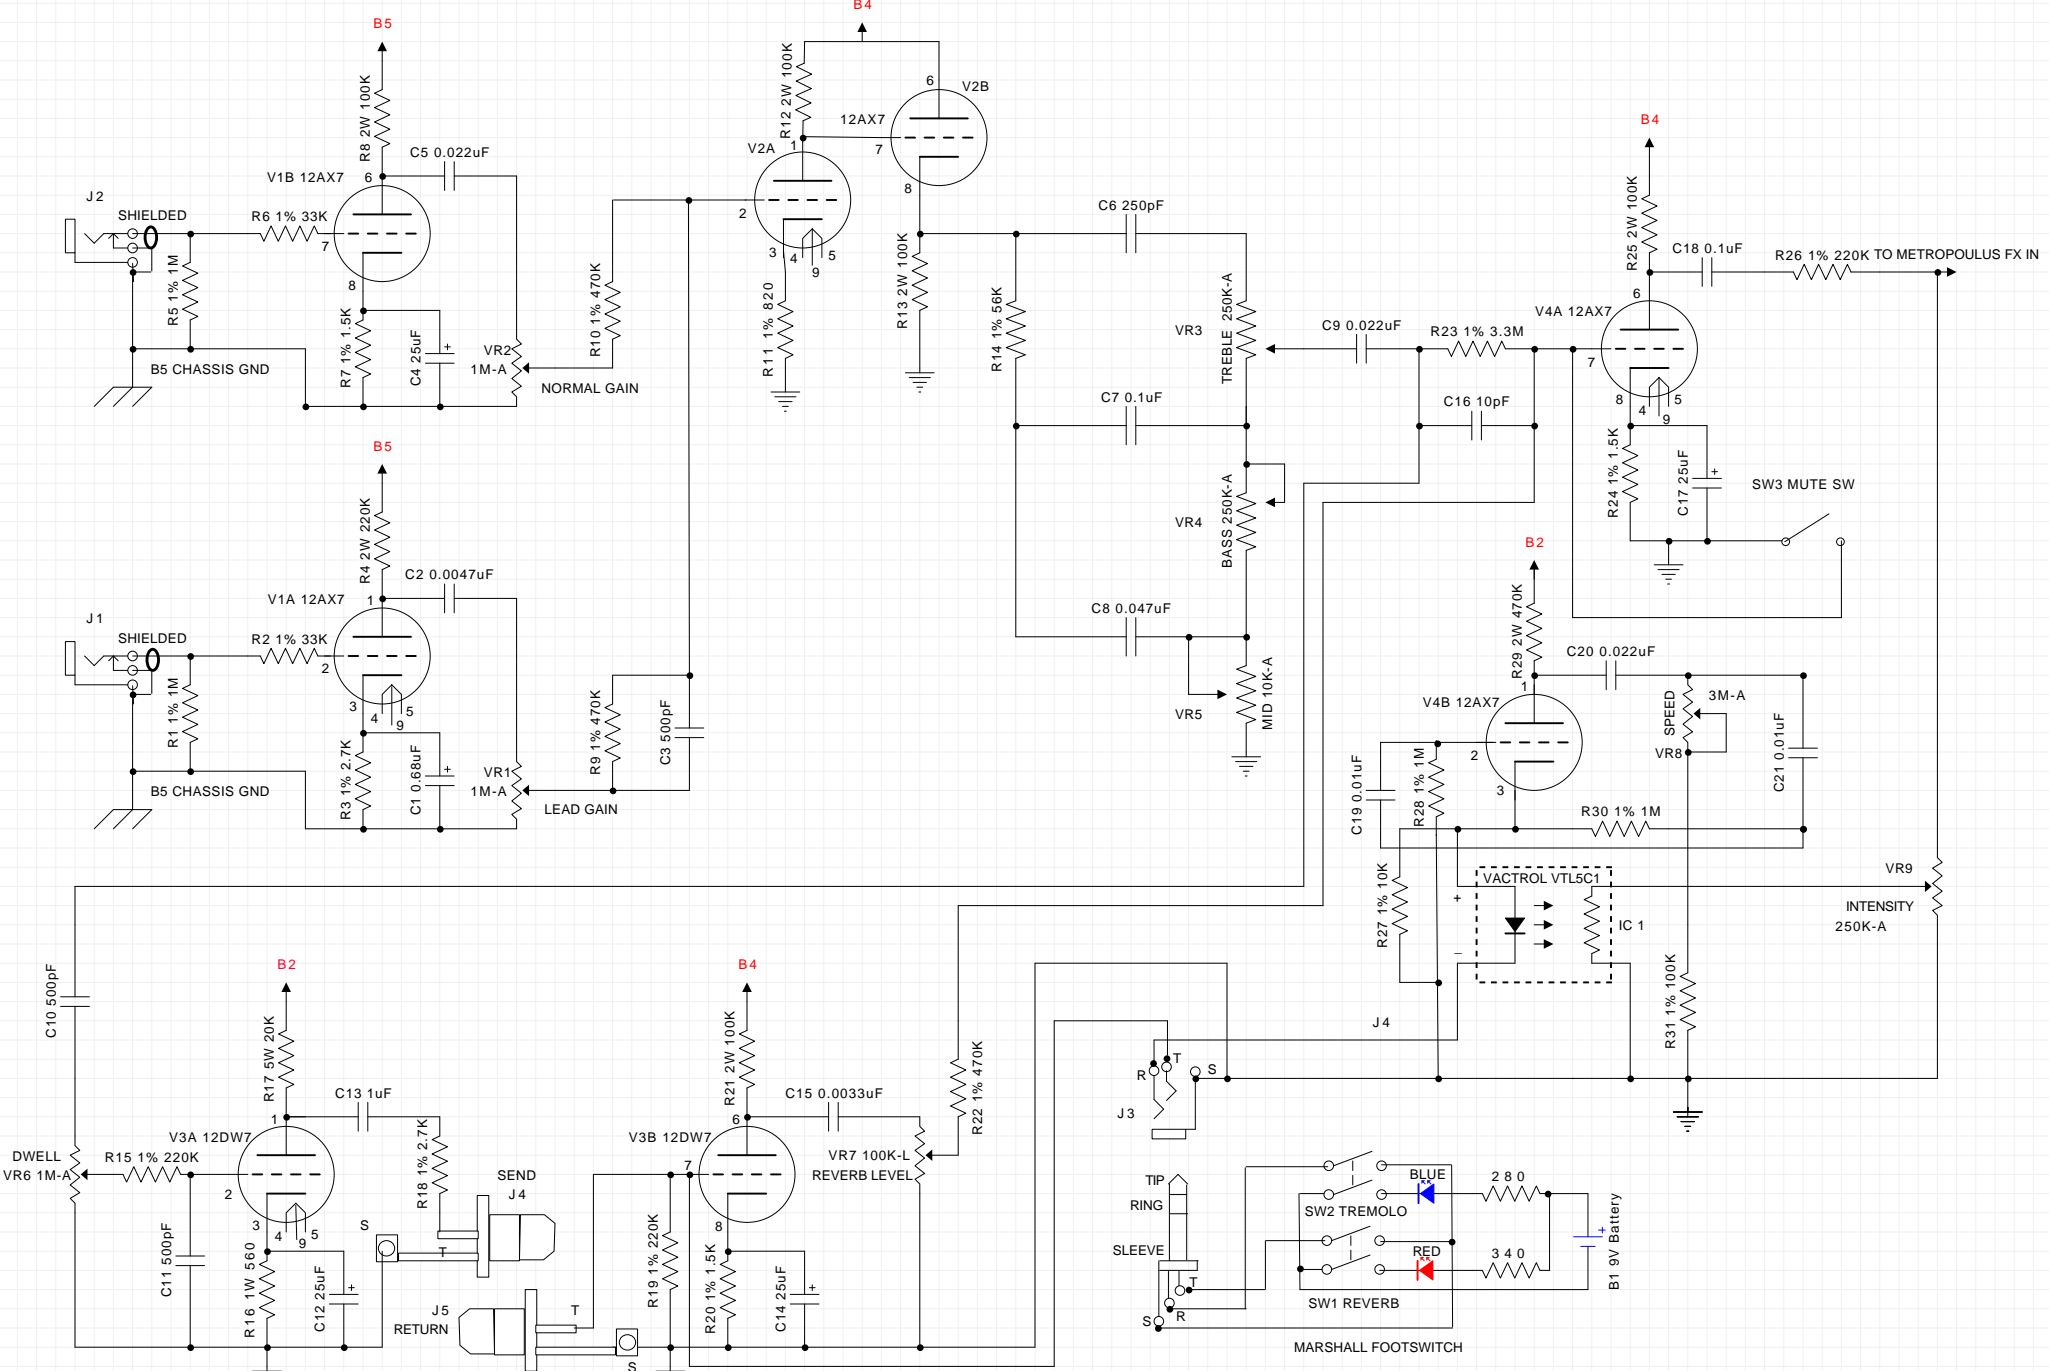 B5
R8 2W 100K
C5 0.022uF
V1B 12AX7
6
J2
SHIELDED
R6 1% 33K
7
8
R5 1% 1M
R7 1% 1.5K
C4 25uF
+
VR2
1M-A
B5 CHASSIS GND
NORMAL GAIN
R10 1% 470K
B4
R12 2W 100K
V2B
6
12AX7
7
8
V2A
1
2
3
4
9
5
R11 1% 820
R13 2W 100K
C6 250pF
R14 1% 56K
TREBLE 250K-A
VR3
C7 0.1uF
BASS 250K-A
VR4
C8 0.047uF
VR5
MID 10K-A
C9 0.022uF
R23 1% 3.3M
C16 10pF
B4
R25 2W 100K
C18 0.1uF
R26 1% 220K
TO METROPOULUS FX IN
V4A 12AX7
6
7
8
4
9
5
R24 1% 1.5K
C17 25uF
+
SW3 MUTE SW
B5
R4 2W 220K
C2 0.0047uF
V1A 12AX7
1
J1
SHIELDED
R2 1% 33K
2
3
4
9
5
R1 1% 1M
R3 1% 2.7K
C1 0.68uF
+
VR1
1M-A
B5 CHASSIS GND
LEAD GAIN
R9 1% 470K
C3 500pF
B2
R29 2W 470K
C20 0.022uF
V4B 12AX7
1
2
3
SPEED
3M-A
VR8
C21 0.01uF
C19 0.01uF
R28 1% 1M
R30 1% 1M
R27 1% 10K
VACTROL VTL5C1
+
−
IC 1
VR9
INTENSITY
250K-A
R31 1% 100K
J4
C10 500pF
B2
R17 5W 20K
C13 1uF
V3A 12DW7
1
DWELL
VR6 1M-A
R15 1% 220K
2
3
4
9
5
R18 1% 2.7K
C11 500pF
R16 1W 560
C12 25uF
+
S
T
SEND
J4
J5
RETURN
T
S
B4
R21 2W 100K
C15 0.0033uF
V3B 12DW7
6
7
8
VR7 100K-L
REVERB LEVEL
R22 1% 470K
R19 1% 220K
R20 1% 1.5K
C14 25uF
+
R
T
S
J3
TIP
RING
SLEEVE
T
R
S
BLUE
280
SW2 TREMOLO
RED
340
SW1 REVERB
+
B1 9V Battery
MARSHALL FOOTSWITCH